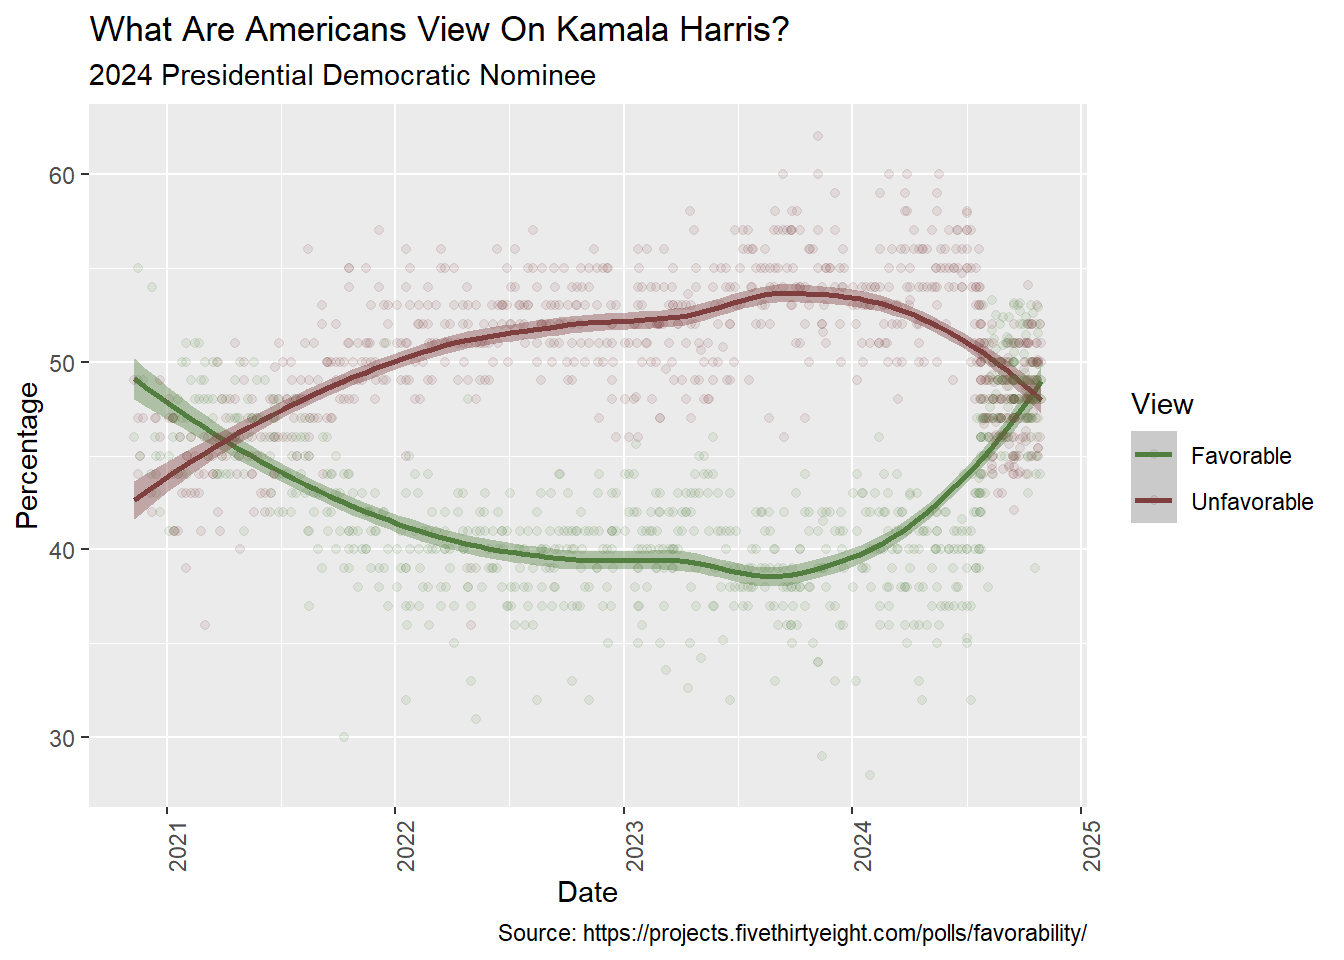 What Are Americans View On Kamala Harris?
2024 Presidential Democratic Nominee
60
50
40
30
Percentage
2021
2022
2023
2024
2025
Date
View
Favorable
Unfavorable
Source: https://projects.fivethirtyeight.com/polls/favorability/